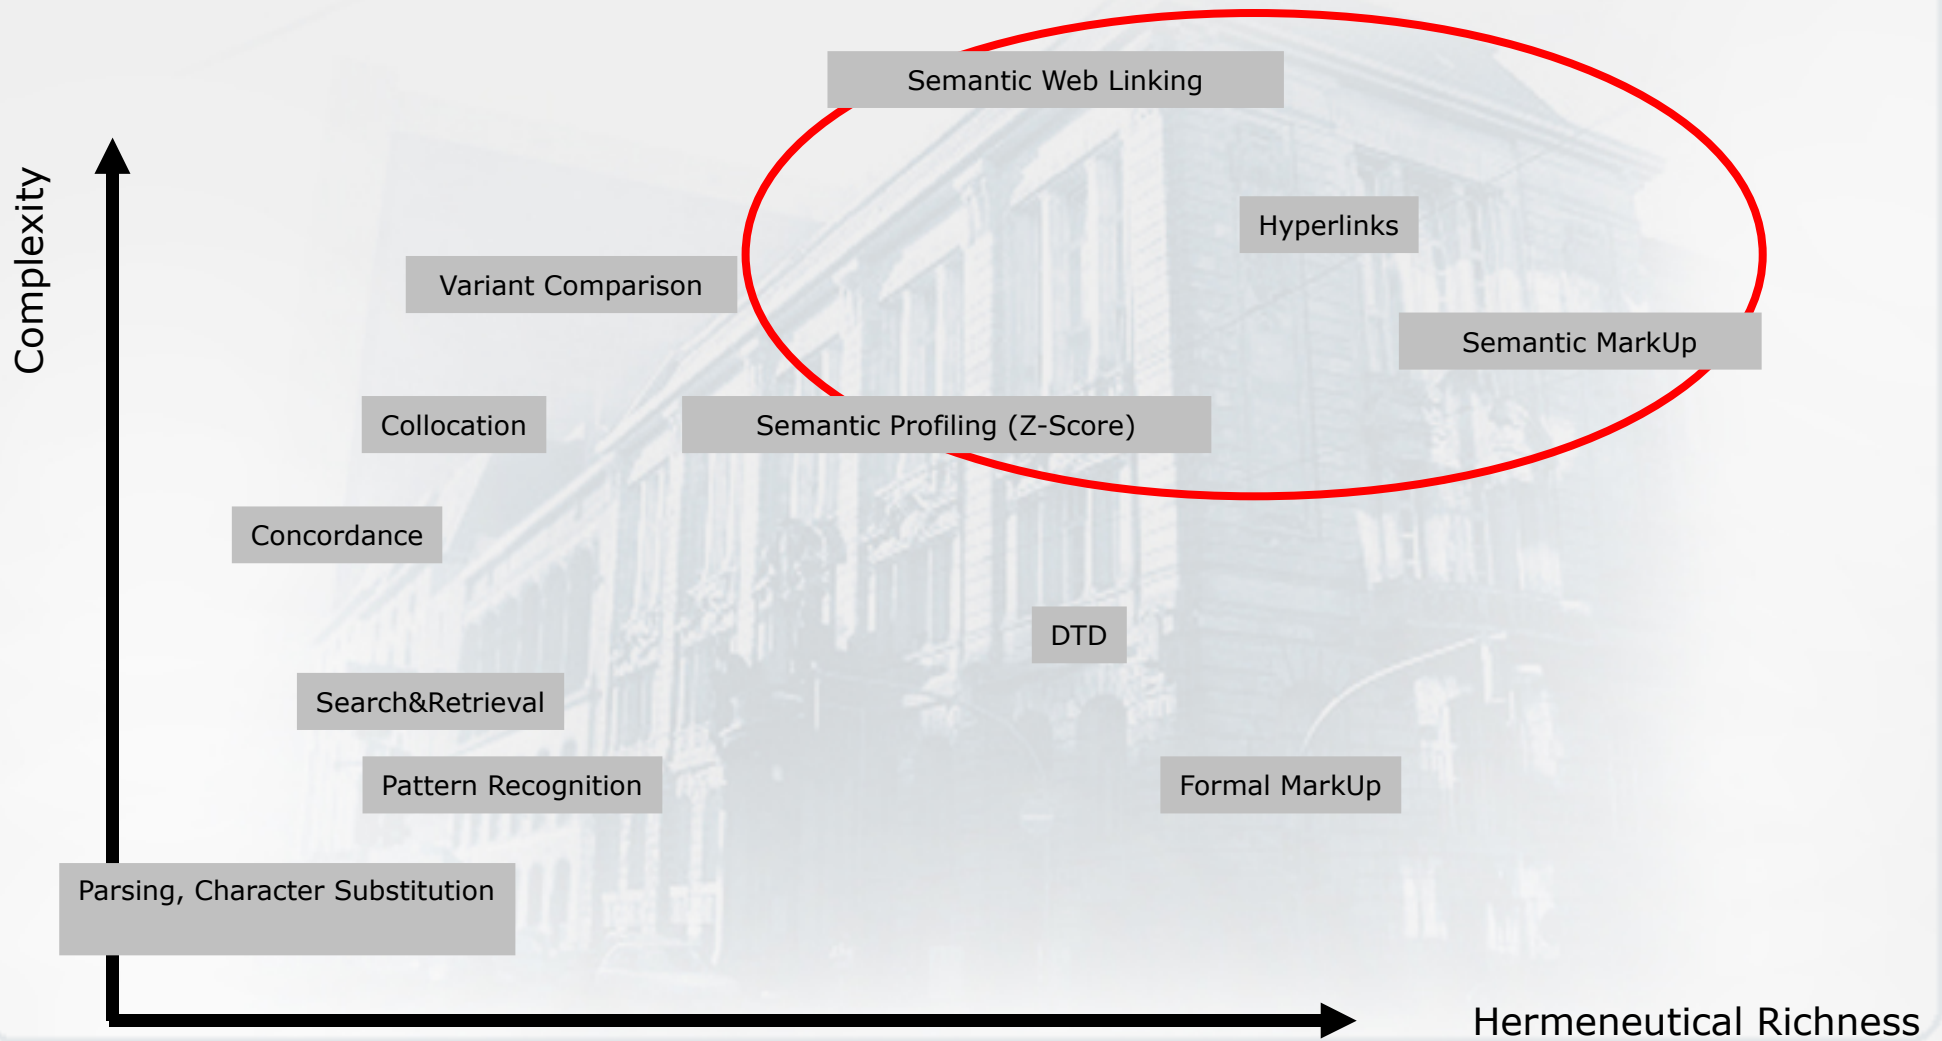 Semantic Web Linking
Complexity
Hyperlinks
Variant Comparison
Semantic MarkUp
Collocation
Semantic Profiling (Z-Score)
Concordance
DTD
Search&Retrieval
Pattern Recognition
Formal MarkUp
Parsing, Character Substitution
Hermeneutical Richness